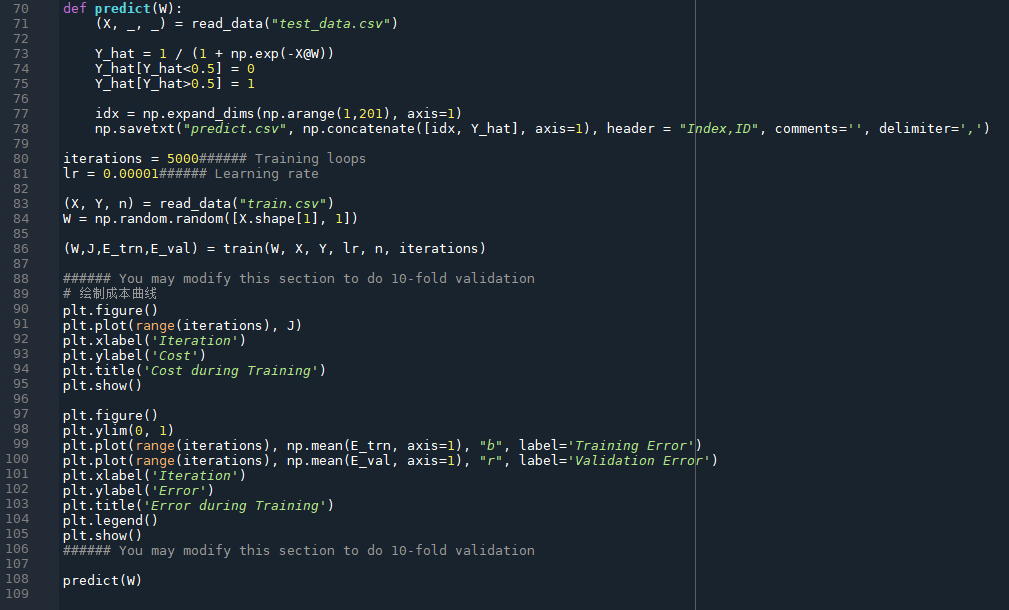 70 def predict(W):
71     (X, _, _) = read_data("test_data.csv")
72
73     Y_hat = 1 / (1 + np.exp(-X@W))
74     Y_hat[Y_hat<0.5] = 0
75     Y_hat[Y_hat>0.5] = 1
76
77     idx = np.expand_dims(np.arange(1,201), axis=1)
78     np.savetxt("predict.csv", np.concatenate([idx, Y_hat], axis=1), header = "Index,ID", comments='', delimiter=',')
79
80 iterations = 5000###### Training loops
81 lr = 0.00001###### Learning rate
82
83 (X, Y, n) = read_data("train.csv")
84 W = np.random.random([X.shape[1], 1])
85
86 (W,J,E_trn,E_val) = train(W, X, Y, lr, n, iterations)
87
88 ###### You may modify this section to do 10-fold validation
89 # 绘制成本曲线
90 plt.figure()
91 plt.plot(range(iterations), J)
92 plt.xlabel('Iteration')
93 plt.ylabel('Cost')
94 plt.title('Cost during Training')
95 plt.show()
96
97 plt.figure()
98 plt.ylim(0, 1)
99 plt.plot(range(iterations), np.mean(E_trn, axis=1), "b", label='Training Error')
100 plt.plot(range(iterations), np.mean(E_val, axis=1), "r", label='Validation Error')
101 plt.xlabel('Iteration')
102 plt.ylabel('Error')
103 plt.title('Error during Training')
104 plt.legend()
105 plt.show()
106 ###### You may modify this section to do 10-fold validation
107
108 predict(W)
109